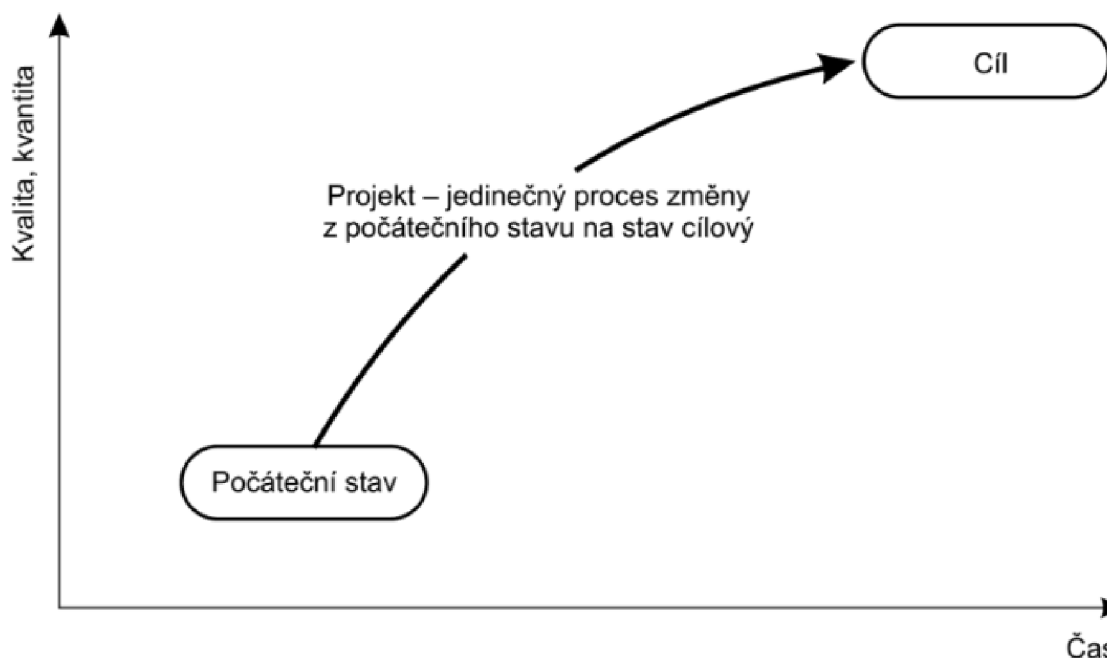 Kvalita, kvantita
Cíl
Projekt – jedinečný proces změny
z počátečního stavu na stav cílový
Počáteční stav
Čas